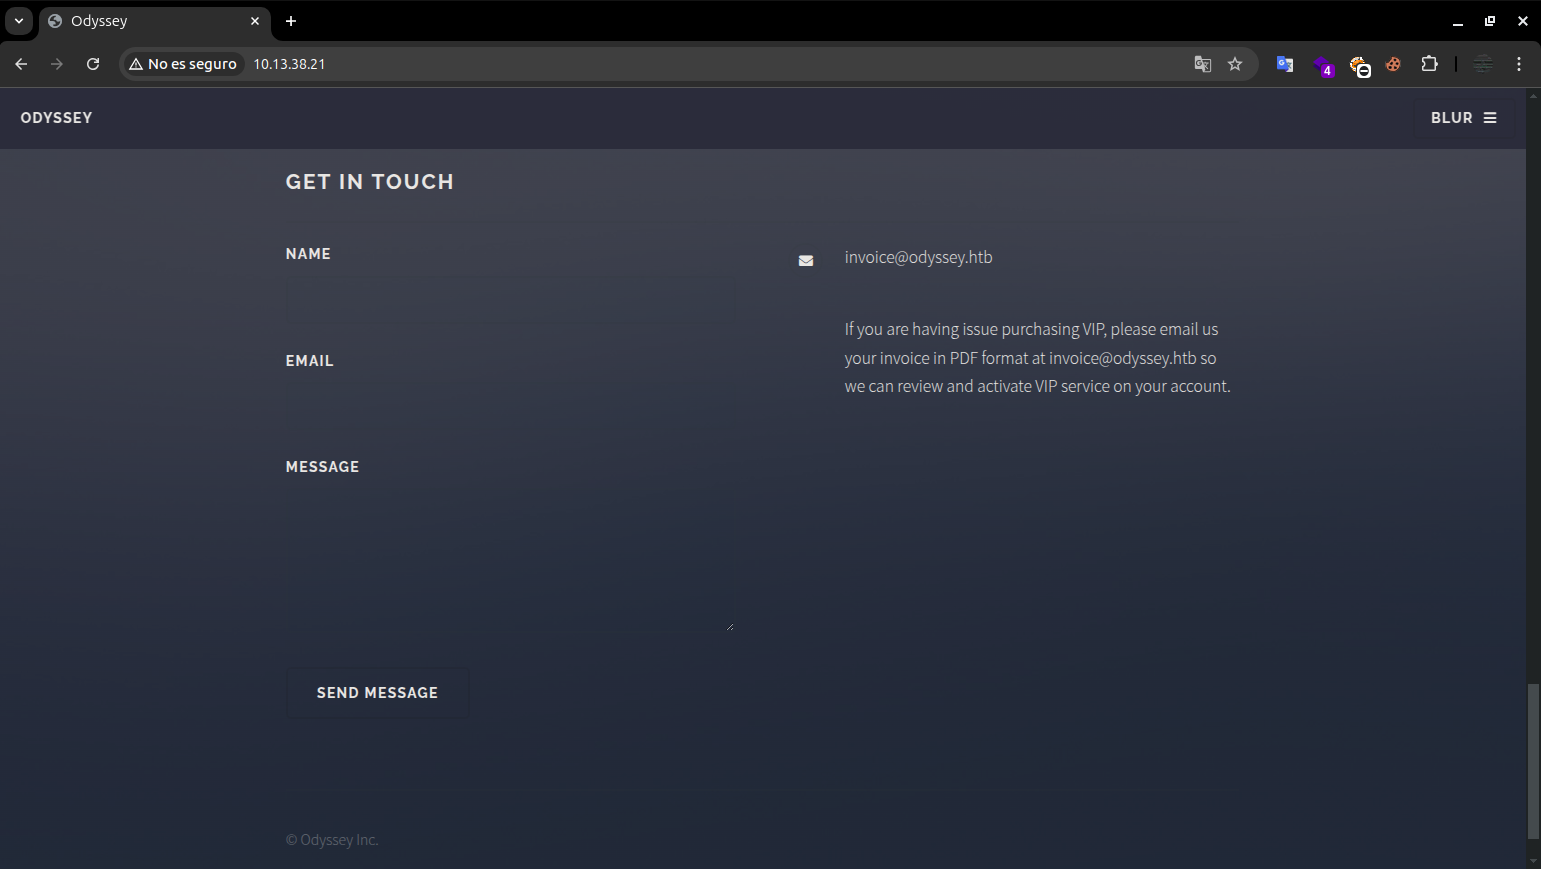 Odyssey
No es seguro
10.13.38.21
4
ODYSSEY
BLUR
GET IN TOUCH
NAME
EMAIL
MESSAGE
SEND MESSAGE
invoice@odyssey.htb
If you are having issue purchasing VIP, please email us
your invoice in PDF format at invoice@odyssey.htb so
we can review and activate VIP service on your account.
© Odyssey Inc.